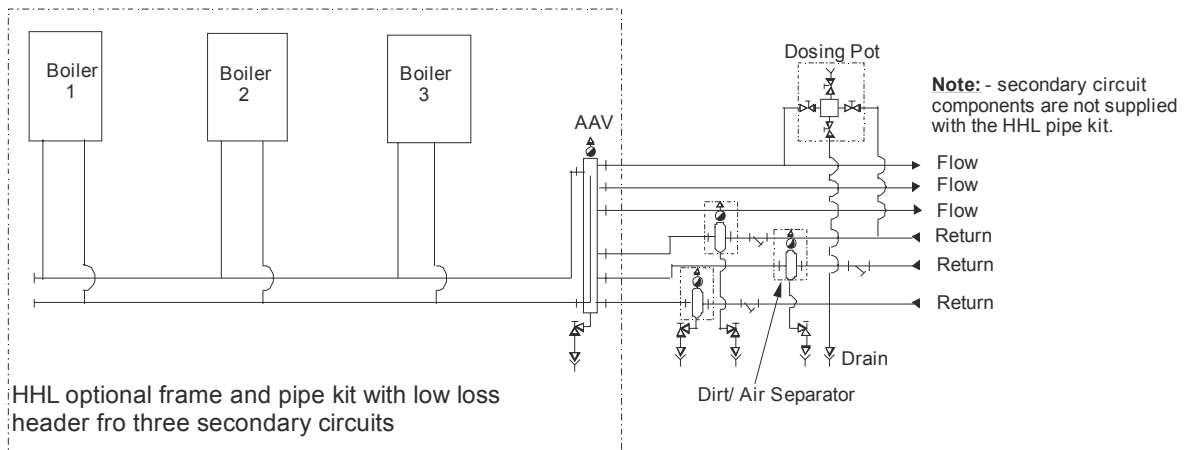 Boiler
1
Boiler
2
Boiler
3
Dosing Pot
Note: - secondary circuit
components are not supplied
with the HHL pipe kit.
AAV
Flow
Flow
Flow
Return
Return
Return
Drain
Dirt/ Air Separator
HHL optional frame and pipe kit with low loss
header fro three secondary circuits